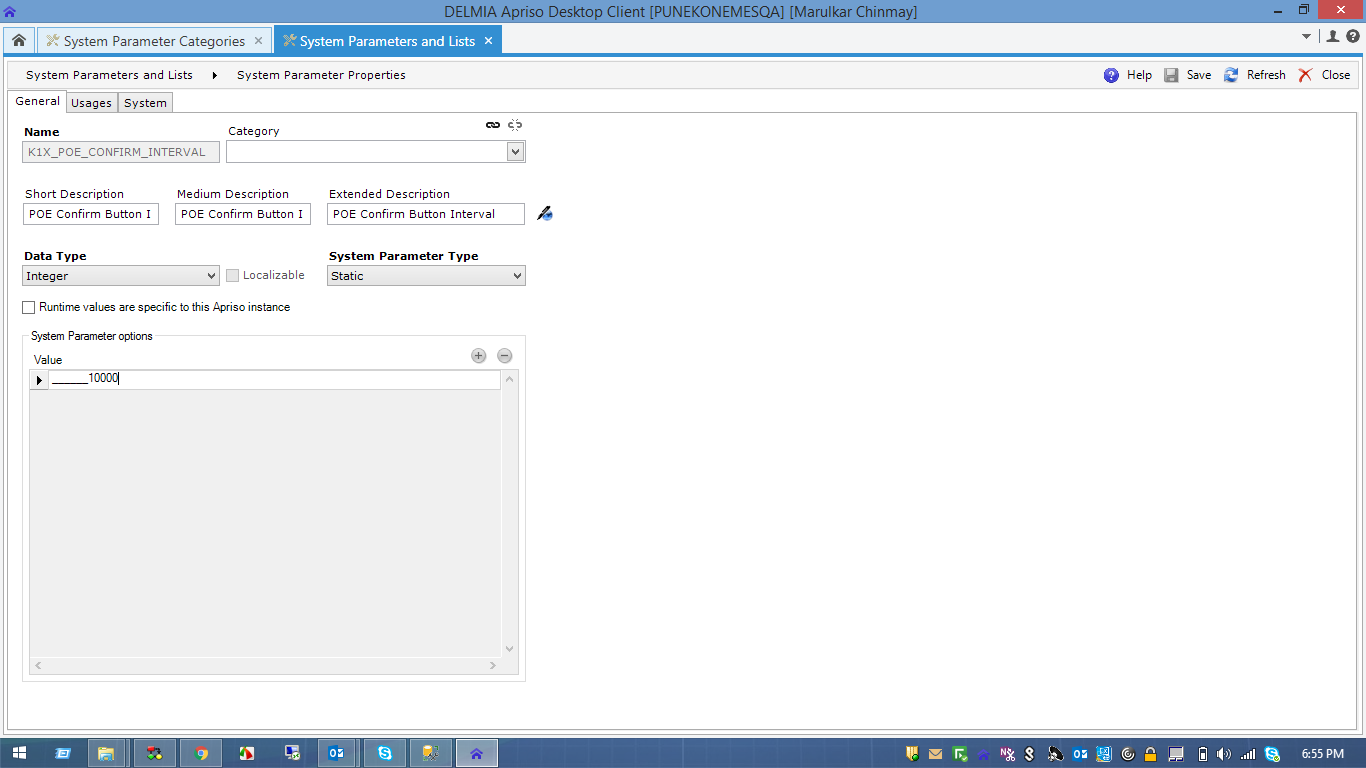 DELMIA Apriso Desktop Client [PUNEKONEMESQA] [Marulkar Chinmay]
System Parameter Categories
System Parameters and Lists
System Parameters and Lists System Parameter Properties Help Save Refresh Close
General Usages System
Name Category
K1X_POE_CONFIRM_INTERVAL
Short Description Medium Description Extended Description
POE Confirm Button I POE Confirm Button I POE Confirm Button Interval
Data Type System Parameter Type
Integer Localizable Static
Runtime values are specific to this Apriso instance
System Parameter options
Value
______10000
6:55 PM